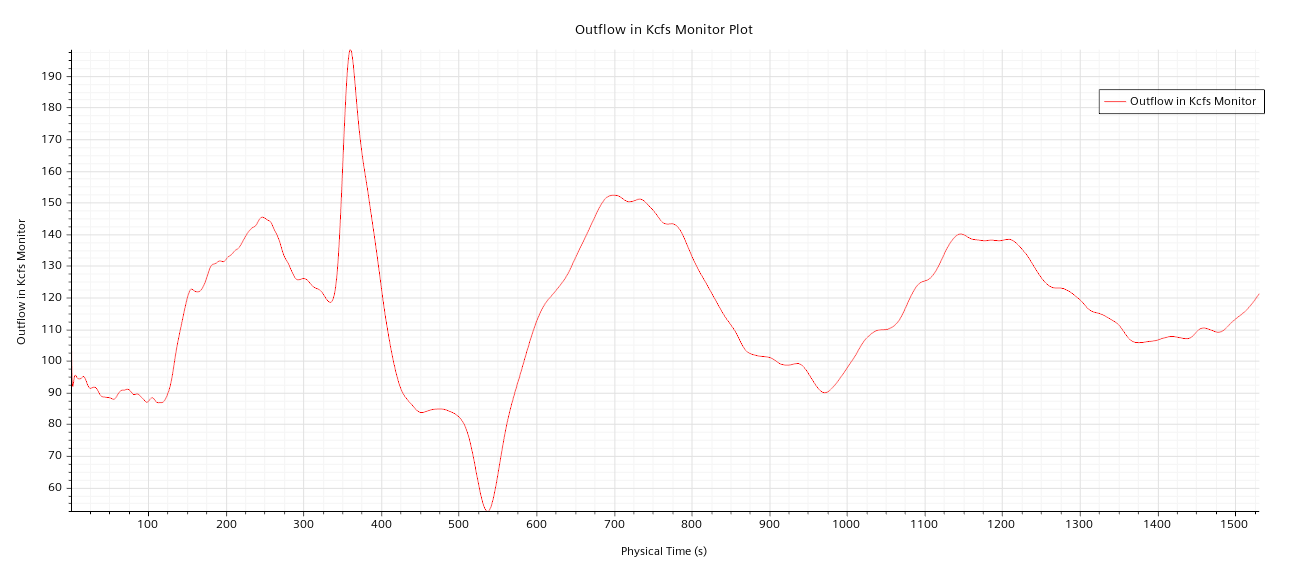 Outflow in Kcfs Monitor Plot
190
180
170
160
150
140
130
120
110
100
90
80
70
60
Outflow in Kcfs Monitor
Outflow in Kcfs Monitor
100 200 300 400 500 600 700 800 900 1000 1100 1200 1300 1400 1500
Physical Time (s)